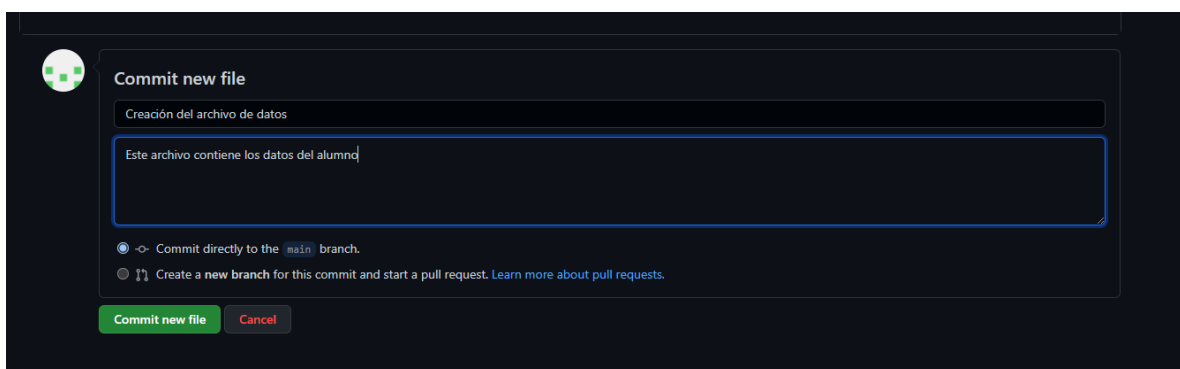 Commit new file
Creación del archivo de datos
Este archivo contiene los datos del alumno
Commit directly to the main branch.
Create a new branch for this commit and start a pull request. Learn more about pull requests.
Commit new file Cancel